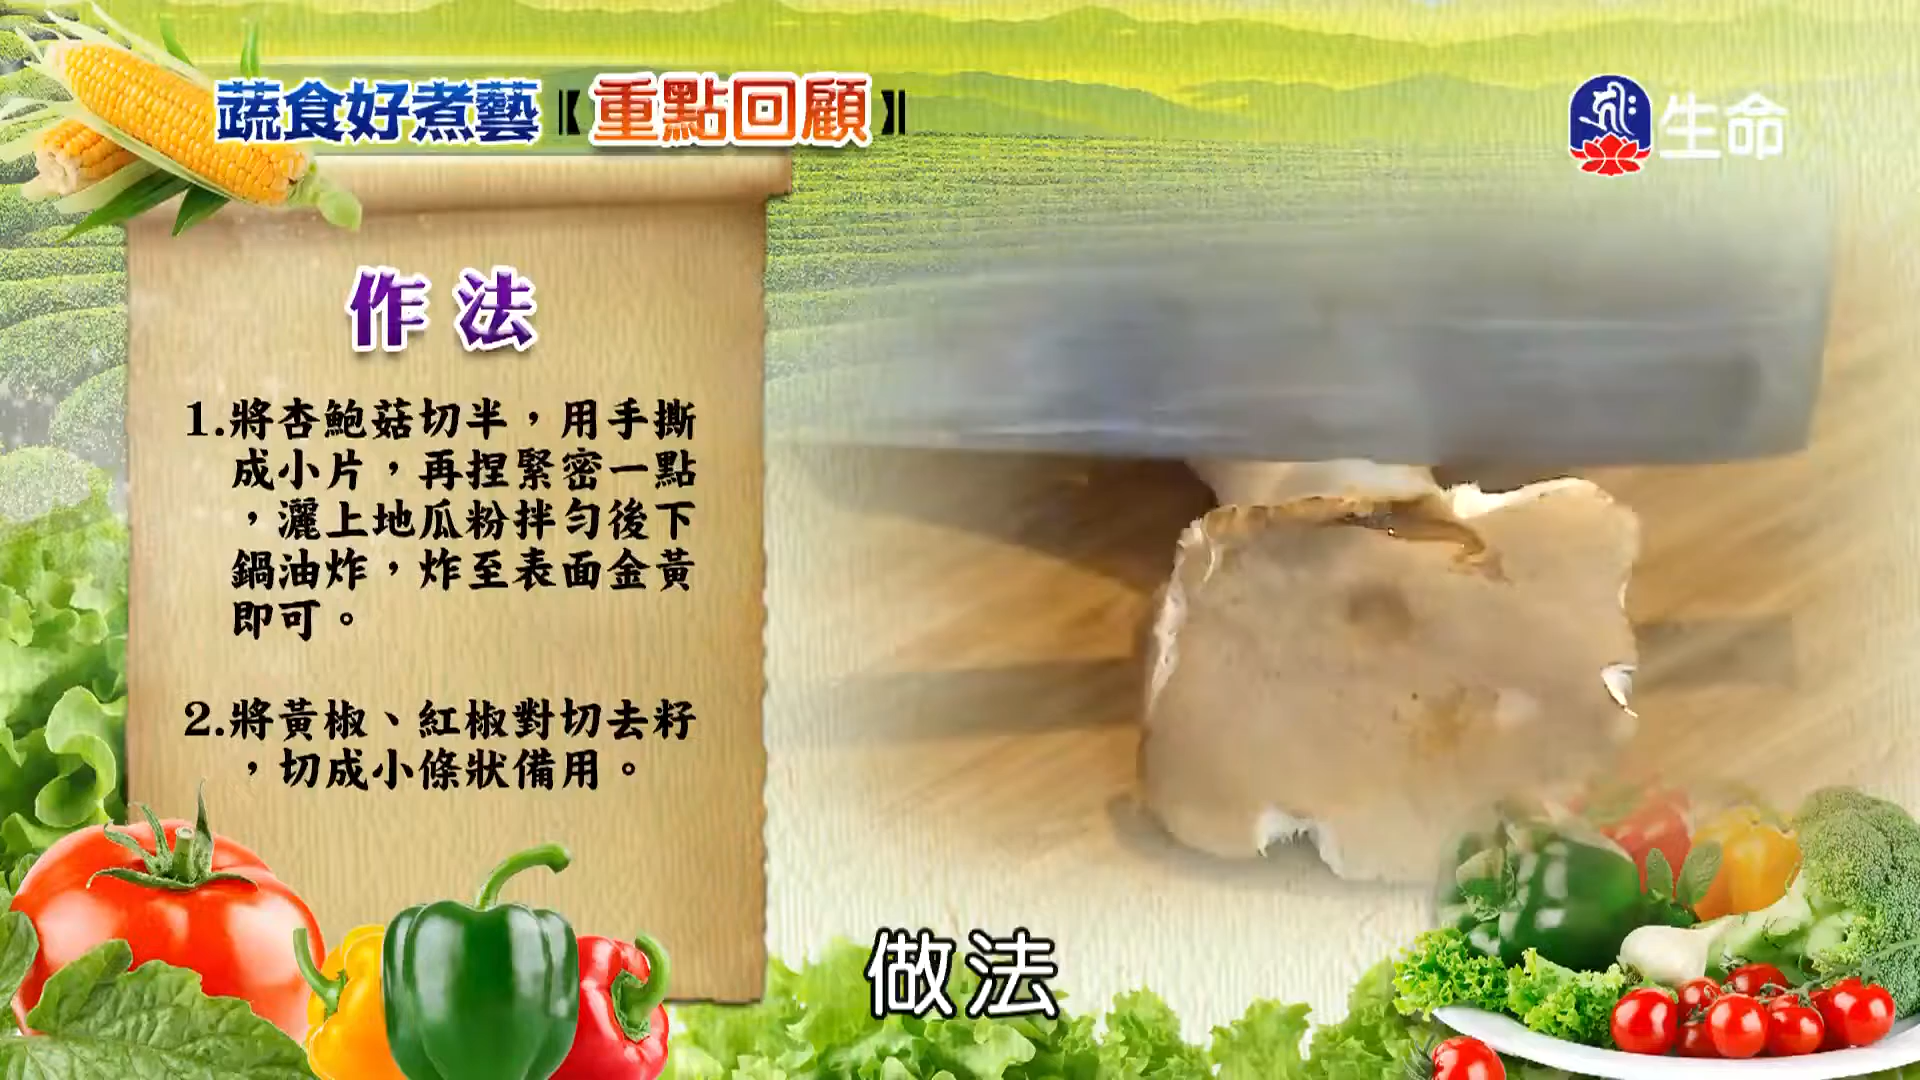 蔬食好煮藝【重點回顧】
生命
作法
1.將杏鮑菇切半，用手撕
成小片，再捏緊密一點
，灑上地瓜粉拌勻後下
鍋油炸，炸至表面金黃
即可。
2.將黃椒、紅椒對切去籽
，切成小條狀備用。
做法